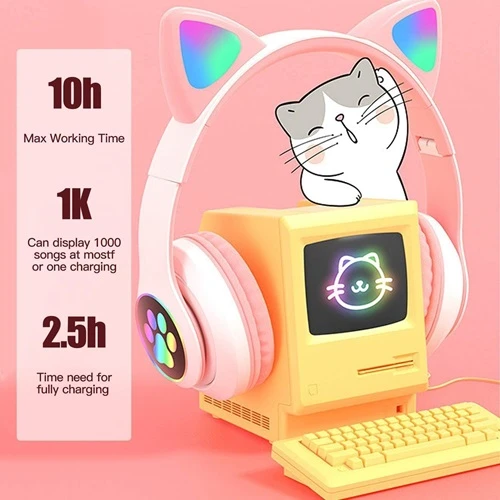 10h
Max Working Time
1K
Can display 1000
songs at mostf
or one charging
2.5h
Time need for
fully charging